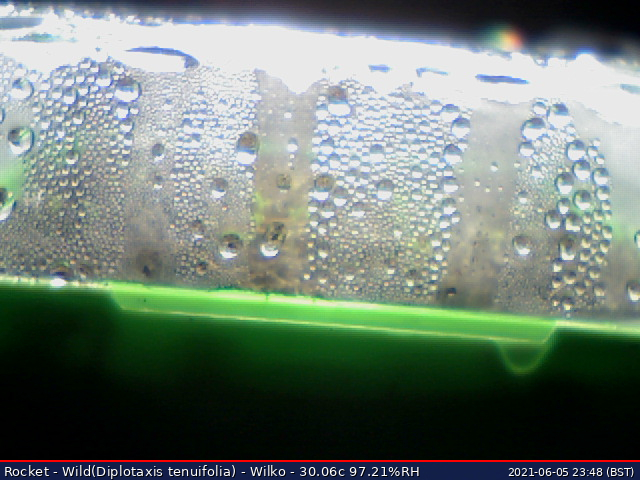 Rocket - Wild(Diplotaxis tenuifolia) - Wilko - 30.06c 97.21%RH 2021-06-05 23:48 (BST)